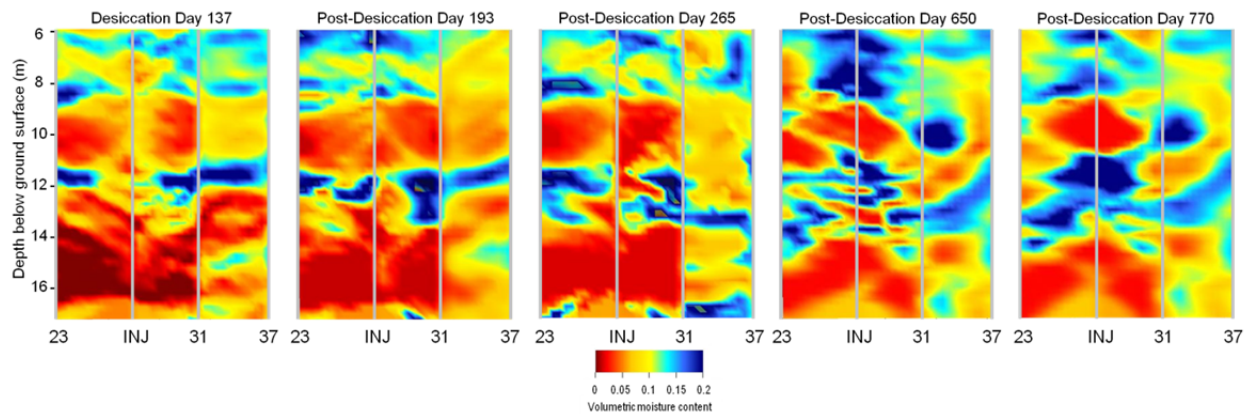 Desiccation Day 137
Post-Desiccation Day 193
Post-Desiccation Day 265
Post-Desiccation Day 650
Post-Desiccation Day 770
Depth below ground surface (m)
6
8
10
12
14
16
23 INJ 31 37
23 INJ 31 37
23 INJ 31 37
23 INJ 31 37
23 INJ 31 37
0 0.05 0.1 0.15 0.2
Volumetric moisture content